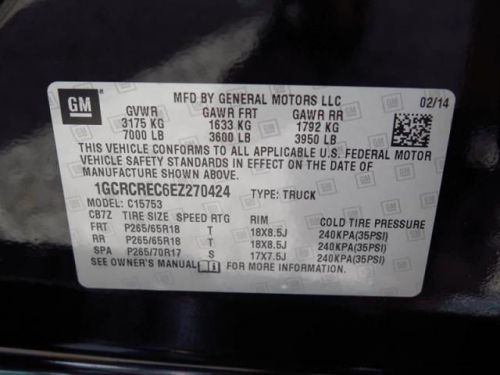 GM
MFD BY GENERAL MOTORS LLC 02/14
GVWR GAWR FRT GAWR RR
3175 KG 1633 KG 1792 KG
7000 LB 3600 LB 3950 LB
THIS VEHICLE CONFORMS TO ALL APPLICABLE U.S. FEDERAL MOTOR
VEHICLE SAFETY STANDARDS IN EFFECT ON THE DATE OF
MANUFACTURE SHOWN ABOVE.
1GCRCREC6EZ270424 TYPE: TRUCK
MODEL: C15753
CB7Z TIRE SIZE SPEED RTG RIM COLD TIRE PRESSURE
FRT P265/65R18 T 18X8.5J 240KPA(35PSI)
RR P265/65R18 T 18X8.5J 240KPA(35PSI)
SPA P265/70R17 S 17X7.5J 240KPA(35PSI)
SEE OWNER'S MANUAL FOR MORE INFORMATION.